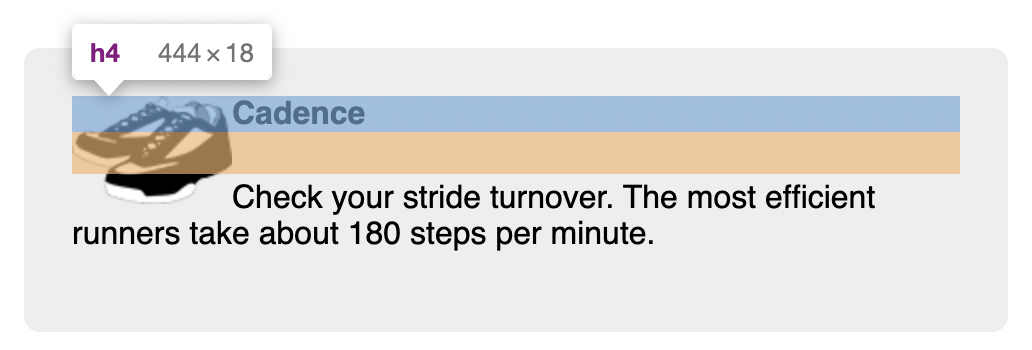 h4 444 × 18
Cadence
Check your stride turnover. The most efficient
runners take about 180 steps per minute.